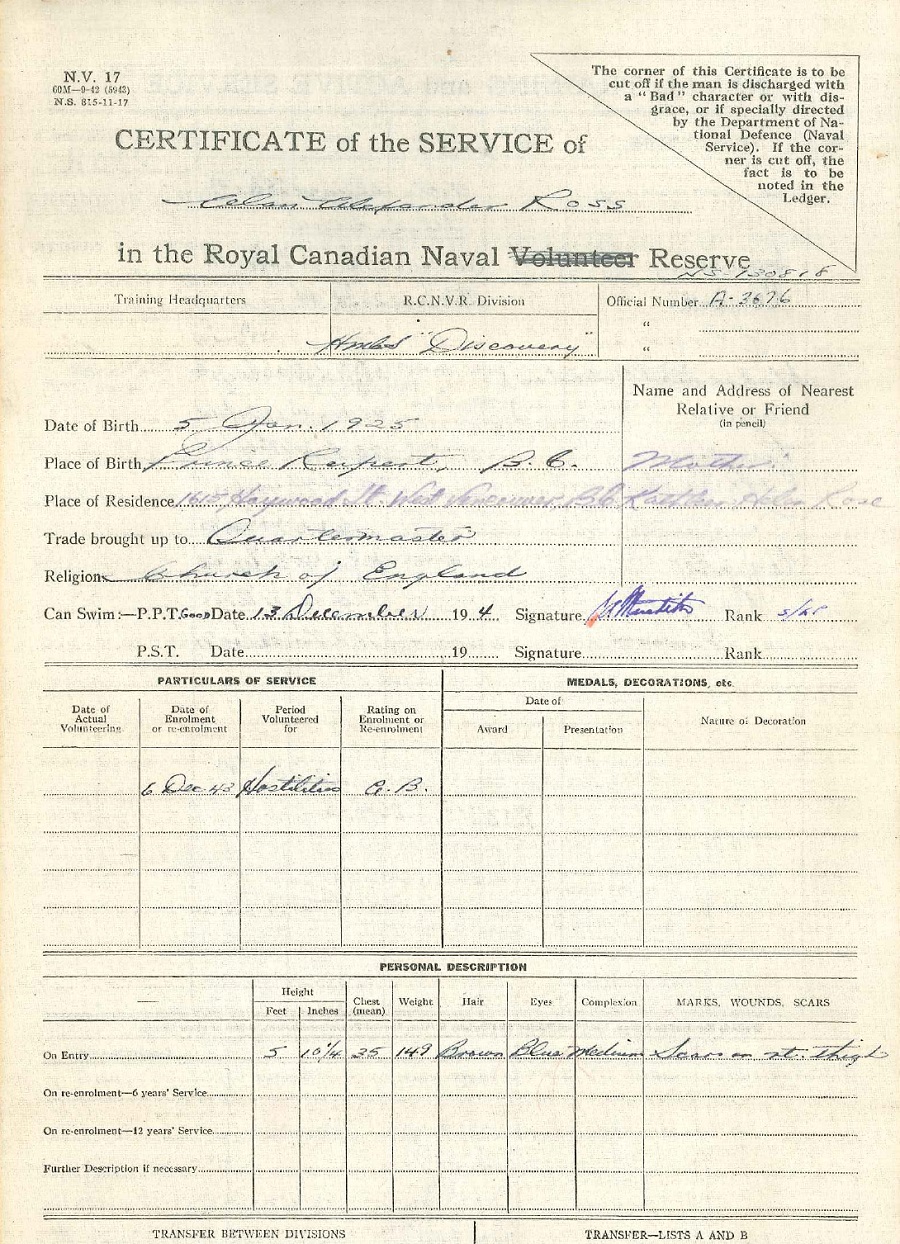 N.V. 17
60M—9-42 (5943)
N.S. 815-11-17
The corner of this Certificate is to be
cut off if the man is discharged with
a "Bad" character or with dis-
grace, or if specially directed
by the Department of Na-
tional Defence (Naval
Service). If the cor-
ner is cut off, the
fact is to be
noted in the
Ledger.
CERTIFICATE of the SERVICE of
Alexander Ross
in the Royal Canadian Naval Volunteer Reserve
Training Headquarters R.C.N.V.R. Division Official Number A-3676
"
HMCS "Discovery" "
Name and Address of Nearest
Relative or Friend
(in pencil)
Date of Birth 5 Jan. 1925
Place of Birth Prince Rupert, B.C. Mother
Place of Residence 1615 Haywood St. West Vancouver, B.C. Kathleen Helen Rose
Trade brought up to Quartermaster
Religion Church of England
Can Swim:—P.P.T. Good Date 13 December 194 Signature Rank
P.S.T. Date 19 Signature Rank
PARTICULARS OF SERVICE MEDALS, DECORATIONS, etc.
Date of Actual Volunteering Date of Enrolment or re-enrolment Period Volunteered for Rating on Enrolment or Re-enrolment Date of Award Presentation Nature of Decoration
6 Dec. 43 Hostilities A.B.
PERSONAL DESCRIPTION
— Height Feet Inches Chest (mean) Weight Hair Eyes Complexion MARKS, WOUNDS, SCARS
On Entry 5 10¼ 35 149 Brown Blue Medium Scars on rt. thigh
On re-enrolment—6 years' Service
On re-enrolment—12 years' Service
Further Description if necessary
TRANSFER BETWEEN DIVISIONS TRANSFER—LISTS A AND B